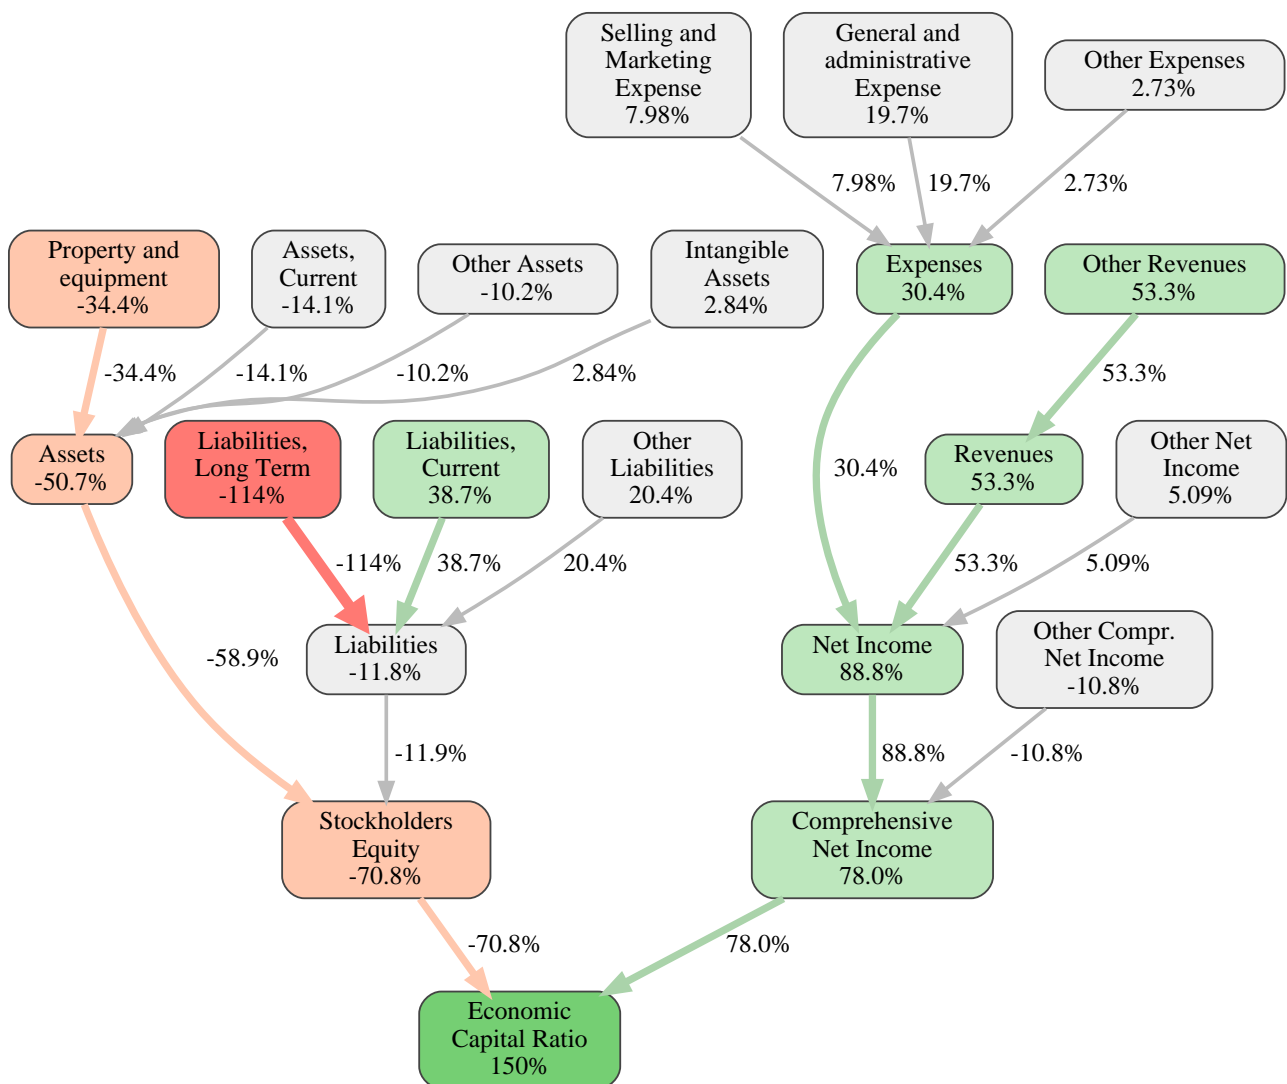 Selling and
Marketing
Expense
7.98%
General and
administrative
Expense
19.7%
Other Expenses
2.73%
7.98%
19.7%
2.73%
Property and
equipment
-34.4%
Assets,
Current
-14.1%
Other Assets
-10.2%
Intangible
Assets
2.84%
Expenses
30.4%
Other Revenues
53.3%
-34.4%
-14.1%
-10.2%
2.84%
53.3%
Assets
-50.7%
Liabilities,
Long Term
-114%
Liabilities,
Current
38.7%
Other
Liabilities
20.4%
30.4%
Revenues
53.3%
Other Net
Income
5.09%
-114%
38.7%
20.4%
53.3%
5.09%
-58.9%
Liabilities
-11.8%
Net Income
88.8%
Other Compr.
Net Income
-10.8%
-11.9%
88.8%
-10.8%
Stockholders
Equity
-70.8%
Comprehensive
Net Income
78.0%
-70.8%
78.0%
Economic
Capital Ratio
150%